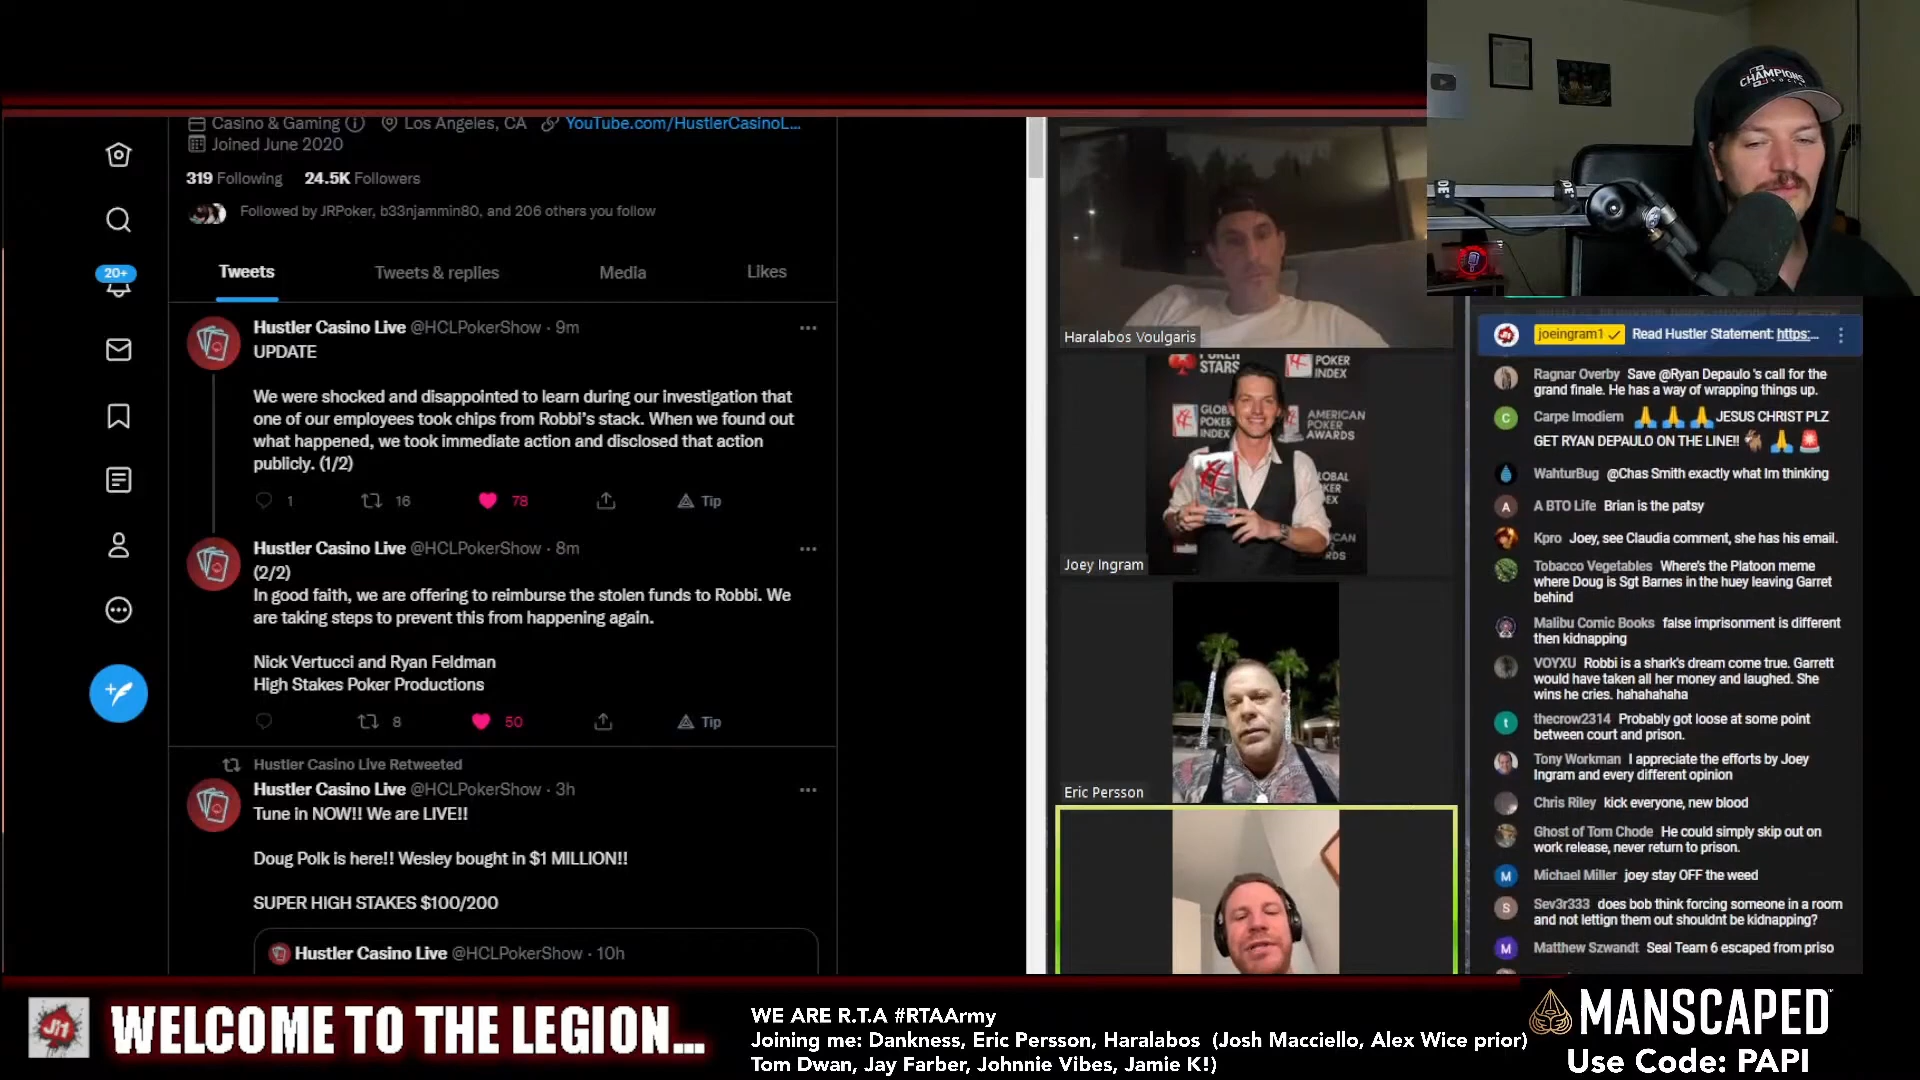 Casino & Gaming Los Angeles, CA YouTube.com/HustlerCasinoL...
Joined June 2020
319 Following 24.5K Followers
Followed by JRPoker, b33njammin80, and 206 others you follow
20+
Tweets Tweets & replies Media Likes
Hustler Casino Live @HCLPokerShow · 9m
UPDATE
We were shocked and disappointed to learn during our investigation that
one of our employees took chips from Robbi's stack. When we found out
what happened, we took immediate action and disclosed that action
publicly. (1/2)
1 16 78 Tip
Hustler Casino Live @HCLPokerShow · 8m
(2/2)
In good faith, we are offering to reimburse the stolen funds to Robbi. We
are taking steps to prevent this from happening again.
Nick Vertucci and Ryan Feldman
High Stakes Poker Productions
8 50 Tip
Hustler Casino Live Retweeted
Hustler Casino Live @HCLPokerShow · 3h
Tune in NOW!! We are LIVE!!
Doug Polk is here!! Wesley bought in $1 MILLION!!
SUPER HIGH STAKES $100/200
Hustler Casino Live @HCLPokerShow · 10h
Haralabos Voulgaris
POKER
STARS
POKER
INDEX
AMERICAN
POKER
AWARDS
Joey Ingram
Eric Persson
CHAMPIONS
joeingram1 Read Hustler Statement: https:...
Ragnar Overby Save @Ryan Depaulo 's call for the
grand finale. He has a way of wrapping things up.
Carpe Imodiem 🙏 🙏 🙏 JESUS CHRIST PLZ
GET RYAN DEPAULO ON THE LINE!! 🐐 🙏 🚨
WahturBug @Chas Smith exactly what Im thinking
A BTO Life Brian is the patsy
Kpro Joey, see Claudia comment, she has his email.
Tobacco Vegetables Where's the Platoon meme
where Doug is Sgt Barnes in the huey leaving Garret
behind
Malibu Comic Books false imprisonment is different
then kidnapping
VOYXU Robbi is a shark's dream come true. Garrett
would have taken all her money and laughed. She
wins he cries. hahahahaha
thecrow2314 Probably got loose at some point
between court and prison.
Tony Workman I appreciate the efforts by Joey
Ingram and every different opinion
Chris Riley kick everyone, new blood
Ghost of Tom Chode He could simply skip out on
work release, never return to prison.
Michael Miller joey stay OFF the weed
Sev3r333 does bob think forcing someone in a room
and not lettign them out shouldnt be kidnapping?
Matthew Szwandt Seal Team 6 escaped from priso
Ji1
WELCOME TO THE LEGION...
WE ARE R.T.A #RTAArmy
Joining me: Dankness, Eric Persson, Haralabos (Josh Macciello, Alex Wice prior)
Tom Dwan, Jay Farber, Johnnie Vibes, Jamie K!)
MANSCAPED
Use Code: PAPI